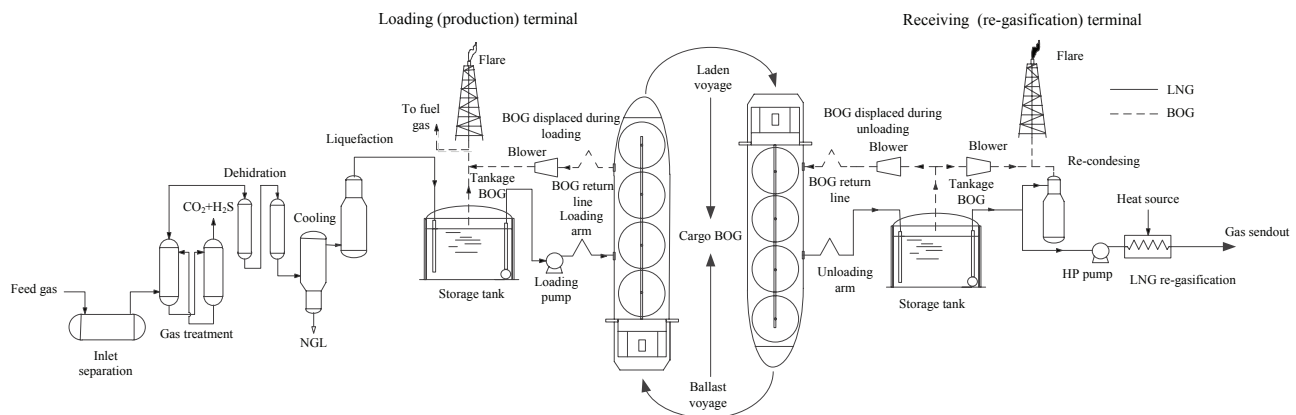 Loading (production) terminal
Receiving (re-gasification) terminal
Flare
To fuel
gas
Liquefaction
BOG displaced during
loading
Blower
Tankage
BOG
BOG return
line
Loading
arm
Loading
pump
Storage tank
Dehidration
CO₂+H₂S
Cooling
Feed gas
Inlet
separation
Gas treatment
NGL
Laden
voyage
Cargo BOG
Ballast
voyage
Flare
LNG
BOG
BOG displaced during
unloading
Blower
Blower
BOG return
line
Tankage
BOG
Re-condesing
Unloading
arm
Storage tank
Heat source
Gas sendout
HP pump
LNG re-gasification